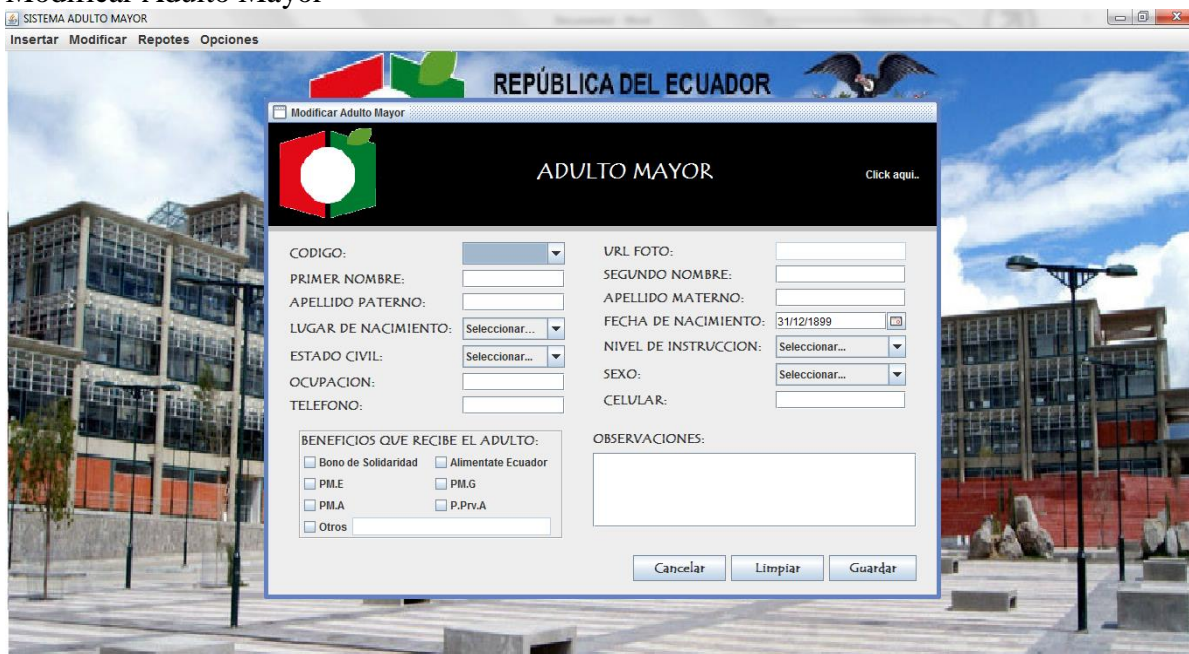 Modificar Adulto Mayor
SISTEMA ADULTO MAYOR
Insertar Modificar Repotes Opciones
REPÚBLICA DEL ECUADOR
Modificar Adulto Mayor
ADULTO MAYOR
Click aqui..
CODIGO:
URL FOTO:
PRIMER NOMBRE:
SEGUNDO NOMBRE:
APELLIDO PATERNO:
APELLIDO MATERNO:
LUGAR DE NACIMIENTO: Seleccionar...
FECHA DE NACIMIENTO: 31/12/1899
ESTADO CIVIL: Seleccionar...
NIVEL DE INSTRUCCION: Seleccionar...
OCUPACION:
SEXO: Seleccionar...
TELEFONO:
CELULAR:
BENEFICIOS QUE RECIBE EL ADULTO:
Bono de Solidaridad Alimentate Ecuador
PM.E PM.G
PM.A P.Prv.A
Otros
OBSERVACIONES:
Cancelar Limpiar Guardar